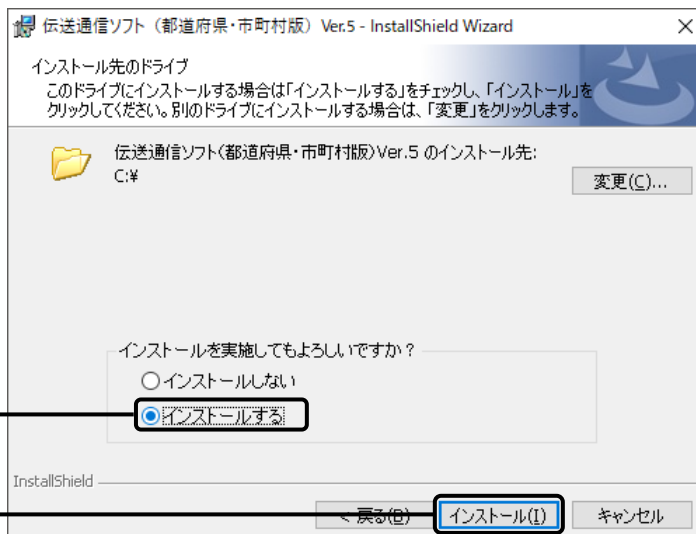 伝送通信ソフト（都道府県・市町村版）Ver.5 - InstallShield Wizard
インストール先のドライブ
このドライブにインストールする場合は「インストールする」をチェックし、「インストール」を
クリックしてください。別のドライブにインストールする場合は、「変更」をクリックします。
伝送通信ソフト(都道府県・市町村版)Ver.5 のインストール先:
C:¥
変更(C)...
インストールを実施してもよろしいですか？
インストールしない
インストールする
InstallShield
< 戻る(B)
インストール(I)
キャンセル